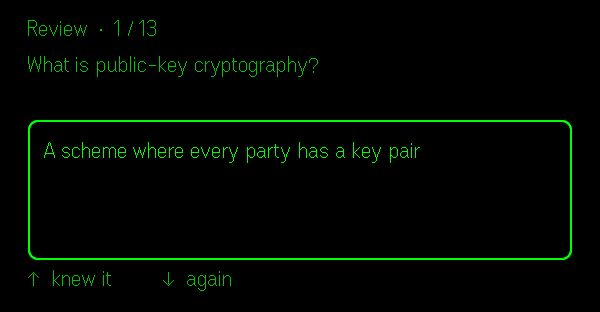 Review · 1 / 13
What is public-key cryptography?
A scheme where every party has a key pair
↑ knew it ↓ again